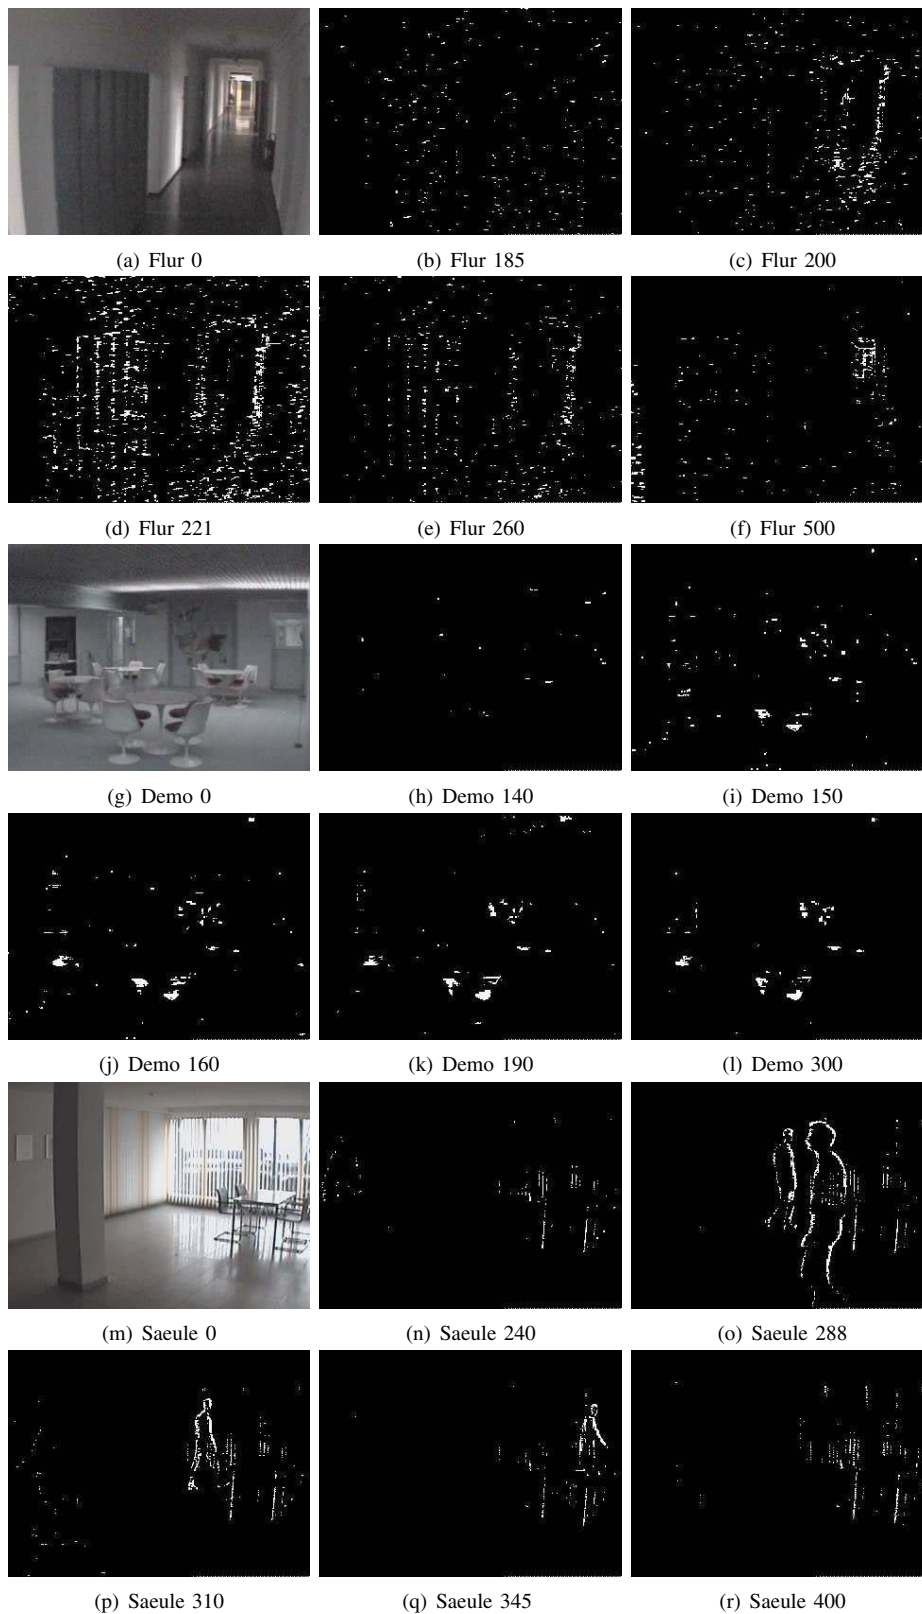 (a) Flur 0
(b) Flur 185
(c) Flur 200
(d) Flur 221
(e) Flur 260
(f) Flur 500
(g) Demo 0
(h) Demo 140
(i) Demo 150
(j) Demo 160
(k) Demo 190
(l) Demo 300
(m) Saeule 0
(n) Saeule 240
(o) Saeule 288
(p) Saeule 310
(q) Saeule 345
(r) Saeule 400